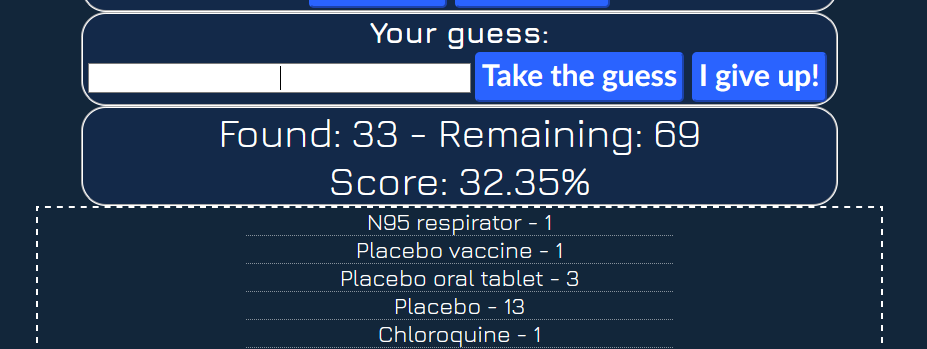 Your guess:
Take the guess
I give up!
Found: 33 - Remaining: 69
Score: 32.35%
N95 respirator - 1
Placebo vaccine - 1
Placebo oral tablet - 3
Placebo - 13
Chloroquine - 1